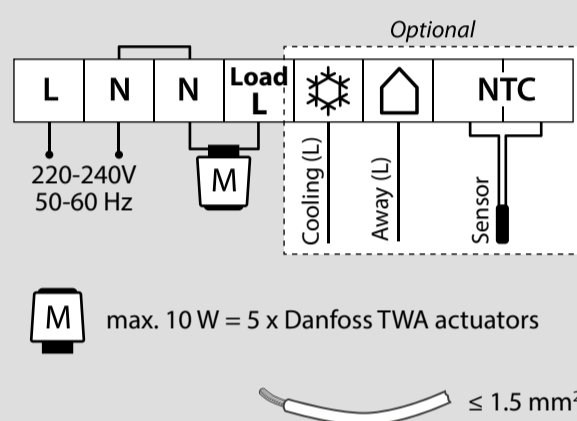 Optional
L N N Load L NTC
220-240V
50-60 Hz
M
Cooling (L)
Away (L)
Sensor
M max. 10 W = 5 x Danfoss TWA actuators
≤ 1.5 mm²